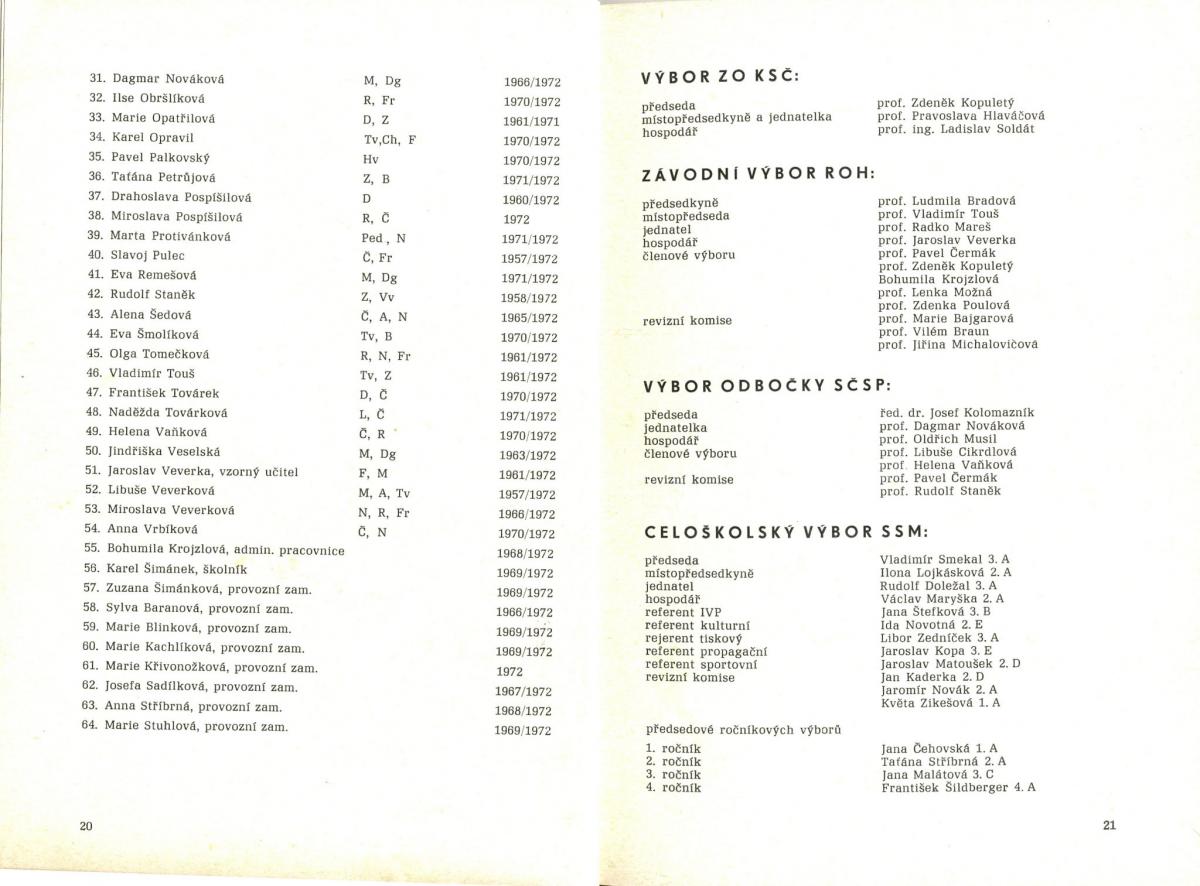 31. Dagmar Nováková M, Dg 1966/1972
32. Ilse Obršlíková R, Fr 1970/1972
33. Marie Opatřilová D, Z 1961/1971
34. Karel Opravil Tv,Ch, F 1970/1972
35. Pavel Palkovský Hv 1970/1972
36. Taťána Petrůjová Z, B 1971/1972
37. Drahoslava Pospíšilová D 1960/1972
38. Miroslava Pospíšilová R, Č 1972
39. Marta Protivánková Ped, N 1971/1972
40. Slavoj Pulec Č, Fr 1957/1972
41. Eva Remešová M, Dg 1971/1972
42. Rudolf Staněk Z, Vv 1958/1972
43. Alena Šedová Č, A, N 1965/1972
44. Eva Šmolíková Tv, B 1970/1972
45. Olga Tomečková R, N, Fr 1961/1972
46. Vladimír Touš Tv, Z 1961/1972
47. František Továrek D, Č 1970/1972
48. Naděžda Továrková L, Č 1971/1972
49. Helena Vaňková Č, R 1970/1972
50. Jindřiška Veselská M, Dg 1963/1972
51. Jaroslav Veverka, vzorný učitel F, M 1961/1972
52. Libuše Veverková M, A, Tv 1957/1972
53. Miroslava Veverková N, R, Fr 1966/1972
54. Anna Vrbíková Č, N 1970/1972
55. Bohumila Krojzlová, admin. pracovnice 1968/1972
56. Karel Šimánek, školník 1969/1972
57. Zuzana Šimánková, provozní zam. 1969/1972
58. Sylva Baranová, provozní zam. 1966/1972
59. Marie Blinková, provozní zam. 1969/1972
60. Marie Kachlíková, provozní zam. 1969/1972
61. Marie Křivonožková, provozní zam. 1972
62. Josefa Sadílková, provozní zam. 1967/1972
63. Anna Stříbrná, provozní zam. 1968/1972
64. Marie Stuhlová, provozní zam. 1969/1972
20
VÝBOR ZO KSČ:
předseda prof. Zdeněk Kopuletý
místopředsedkyně a jednatelka prof. Pravoslava Hlaváčová
hospodář prof. ing. Ladislav Soldát
ZÁVODNÍ VÝBOR ROH:
předsedkyně prof. Ludmila Bradová
místopředseda prof. Vladimír Touš
jednatel prof. Radko Mareš
hospodář prof. Jaroslav Veverka
členové výboru prof. Pavel Čermák
prof. Zdeněk Kopuletý
Bohumila Krojzlová
prof. Lenka Možná
prof. Zdenka Poulová
revizní komise prof. Marie Bajgarová
prof. Vilém Braun
prof. Jiřina Michalovičová
VÝBOR ODBOČKY SČSP:
předseda řed. dr. Josef Kolomazník
jednatelka prof. Dagmar Nováková
hospodář prof. Oldřich Musil
členové výboru prof. Libuše Cikrdlová
prof. Helena Vaňková
revizní komise prof. Pavel Čermák
prof. Rudolf Staněk
CELOŠKOLSKÝ VÝBOR SSM:
předseda Vladimír Smekal 3. A
místopředsedkyně Ilona Lojkásková 2. A
jednatel Rudolf Doležal 3. A
hospodář Václav Maryška 2. A
referent IVP Jana Štefková 3. B
referent kulturní Ida Novotná 2. E
rejerent tiskový Libor Zedníček 3. A
referent propagační Jaroslav Kopa 3. E
referent sportovní Jaroslav Matoušek 2. D
revizní komise Jan Kaderka 2. D
Jaromír Novák 2. A
Květa Zikešová 1. A
předsedové ročníkových výborů
1. ročník Jana Čehovská 1. A
2. ročník Taťána Stříbrná 2. A
3. ročník Jana Malátová 3. C
4. ročník František Šildberger 4. A
21